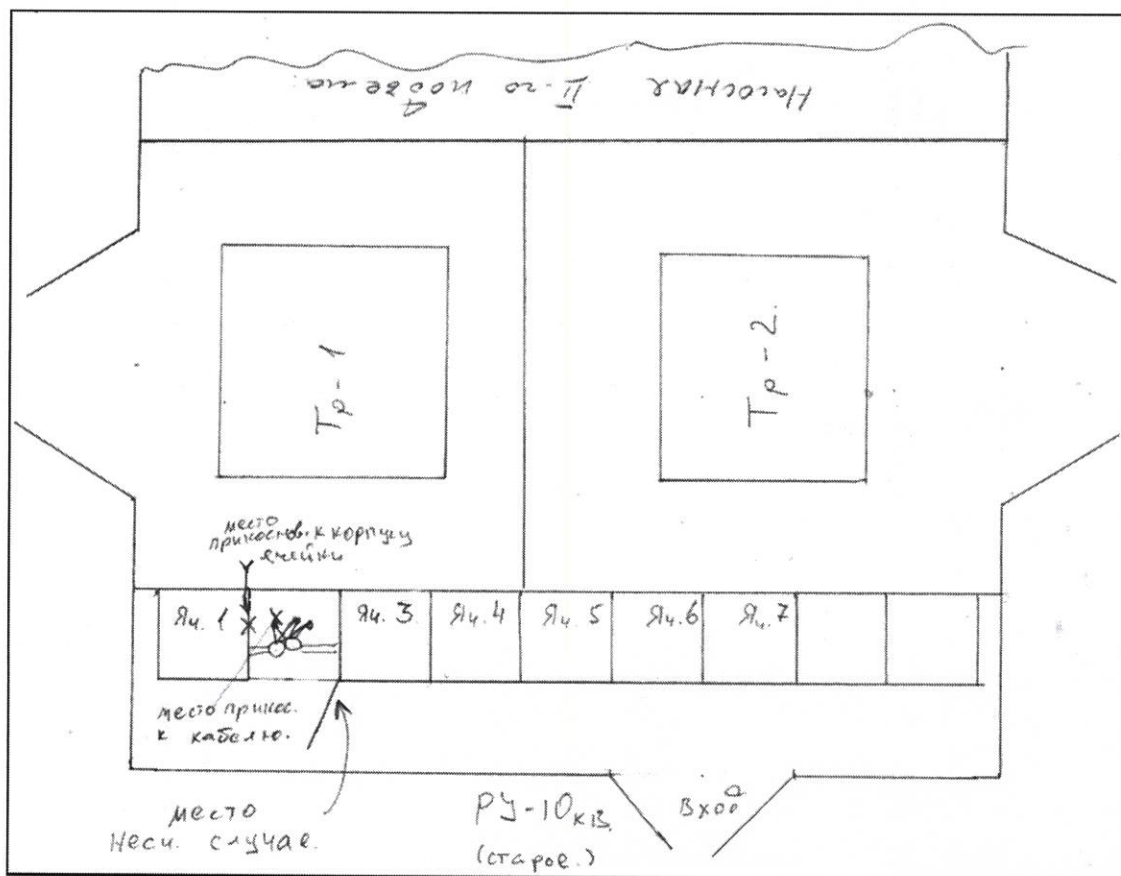 Насосная II-го подъема
Тр-1
Тр-2.
место
прикоснов. к корпусу
ячейки
Яч. 1
Яч. 3
Яч. 4
Яч. 5
Яч. 6
Яч. 7
место прикос.
к кабелю.
место
Несч. случае.
РУ-10кВ.
(старое.)
Вход